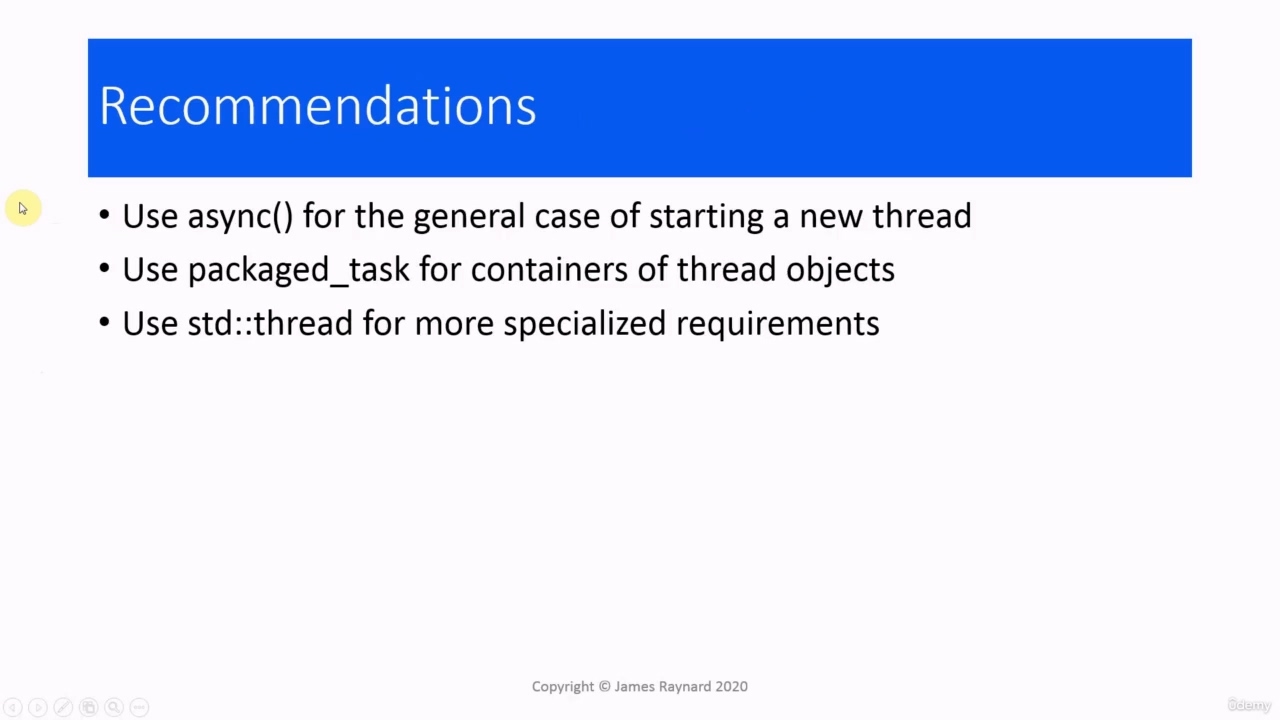 Recommendations
• Use async() for the general case of starting a new thread
• Use packaged_task for containers of thread objects
• Use std::thread for more specialized requirements
Copyright © James Raynard 2020
ûdemy